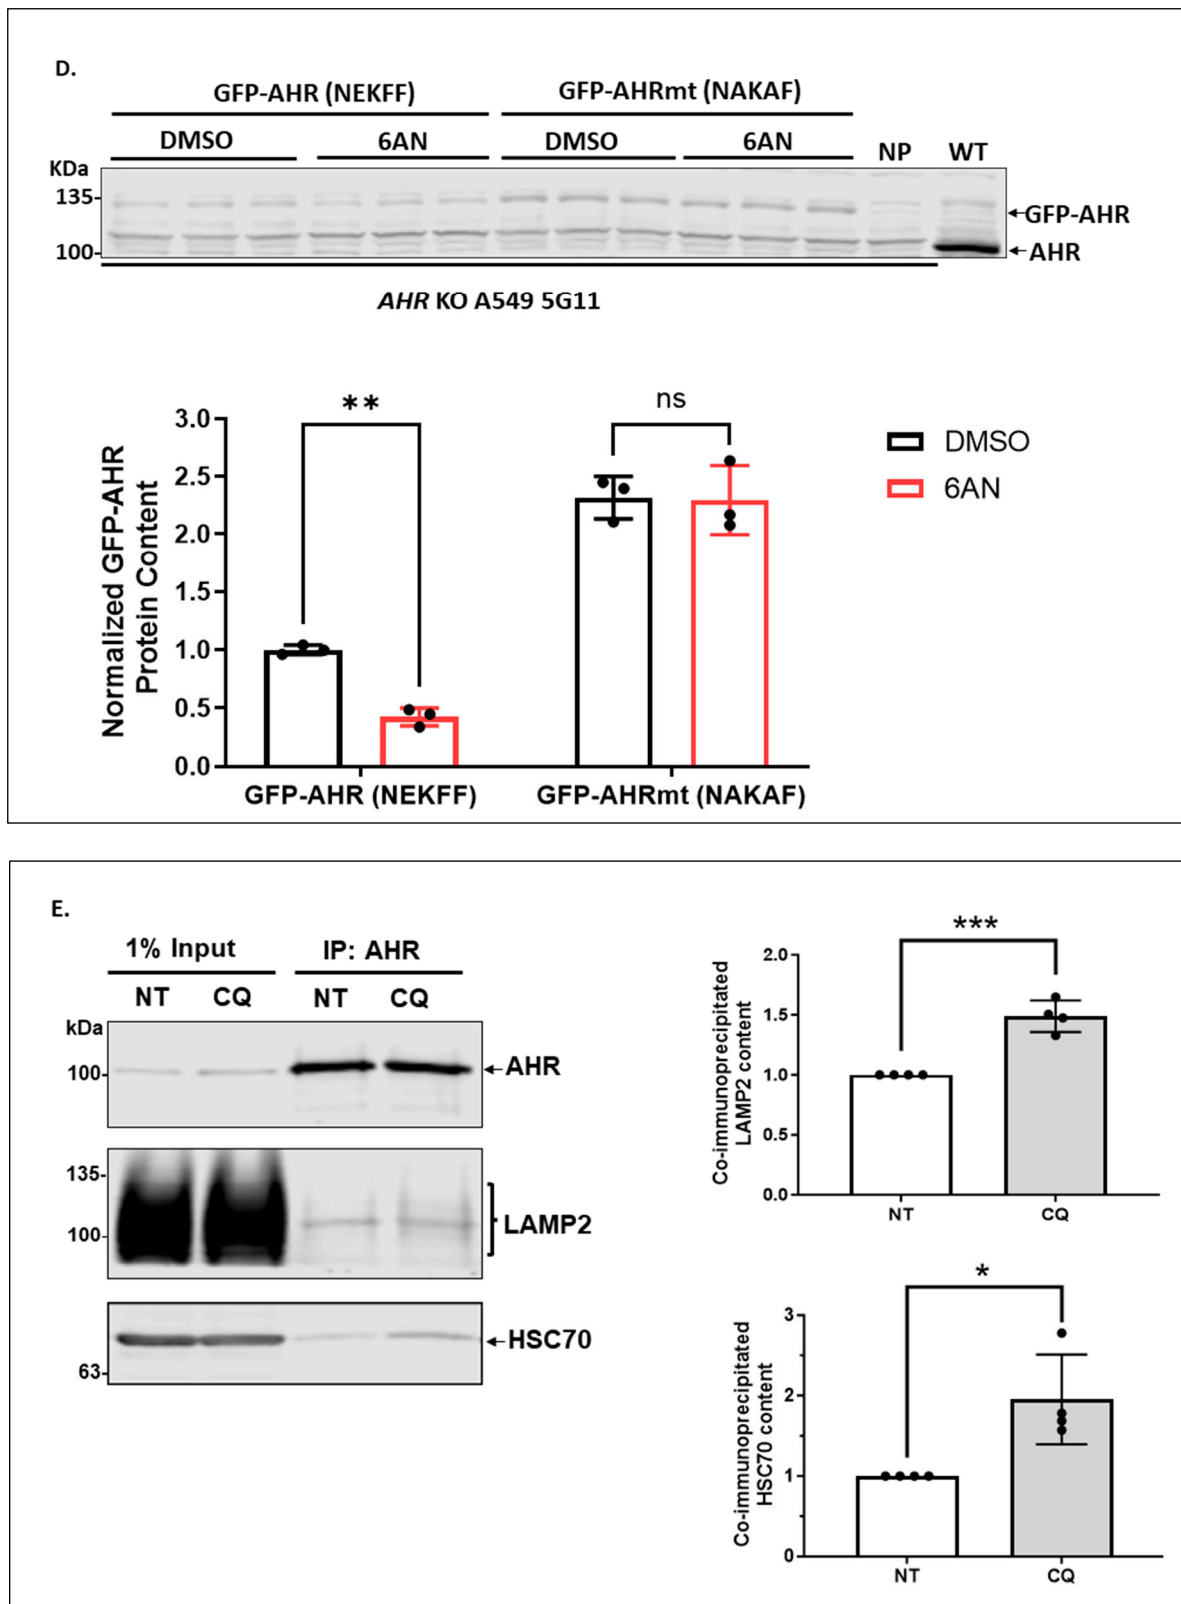 D.
GFP-AHR (NEKFF) GFP-AHRmt (NAKAF)
DMSO 6AN DMSO 6AN NP WT
KDa
135-
GFP-AHR
100-
AHR
AHR KO A549 5G11
** ns
Normalized GFP-AHR
Protein Content
3.0
2.5
2.0
1.5
1.0
0.5
0.0
DMSO
6AN
GFP-AHR (NEKFF) GFP-AHRmt (NAKAF)
E.
1% Input IP: AHR
NT CQ NT CQ
kDa
100-
AHR
135-
100-
LAMP2
HSC70
63-
***
Co-immunoprecipitated
LAMP2 content
2.0
1.5
1.0
0.5
0.0
NT CQ
*
Co-immunoprecipitated
HSC70 content
3
2
1
0
NT CQ